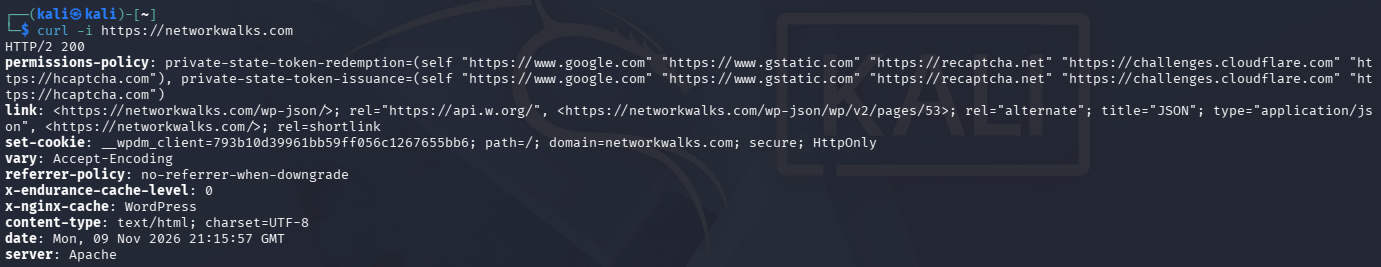 ┌──(kali㉿kali)-[~]
└─$ curl -i https://networkwalks.com
HTTP/2 200
permissions-policy: private-state-token-redemption=(self "https://www.google.com" "https://www.gstatic.com" "https://recaptcha.net" "https://challenges.cloudflare.com" "ht
tps://hcaptcha.com"), private-state-token-issuance=(self "https://www.google.com" "https://www.gstatic.com" "https://recaptcha.net" "https://challenges.cloudflare.com" "ht
tps://hcaptcha.com")
link: <https://networkwalks.com/wp-json/>; rel="https://api.w.org/", <https://networkwalks.com/wp-json/wp/v2/pages/53>; rel="alternate"; title="JSON"; type="application/js
on", <https://networkwalks.com/>; rel=shortlink
set-cookie: __wpdm_client=793b10d39961bb59ff056c1267655bb6; path=/; domain=networkwalks.com; secure; HttpOnly
vary: Accept-Encoding
referrer-policy: no-referrer-when-downgrade
x-endurance-cache-level: 0
x-nginx-cache: WordPress
content-type: text/html; charset=UTF-8
date: Mon, 09 Nov 2026 21:15:57 GMT
server: Apache
KALI